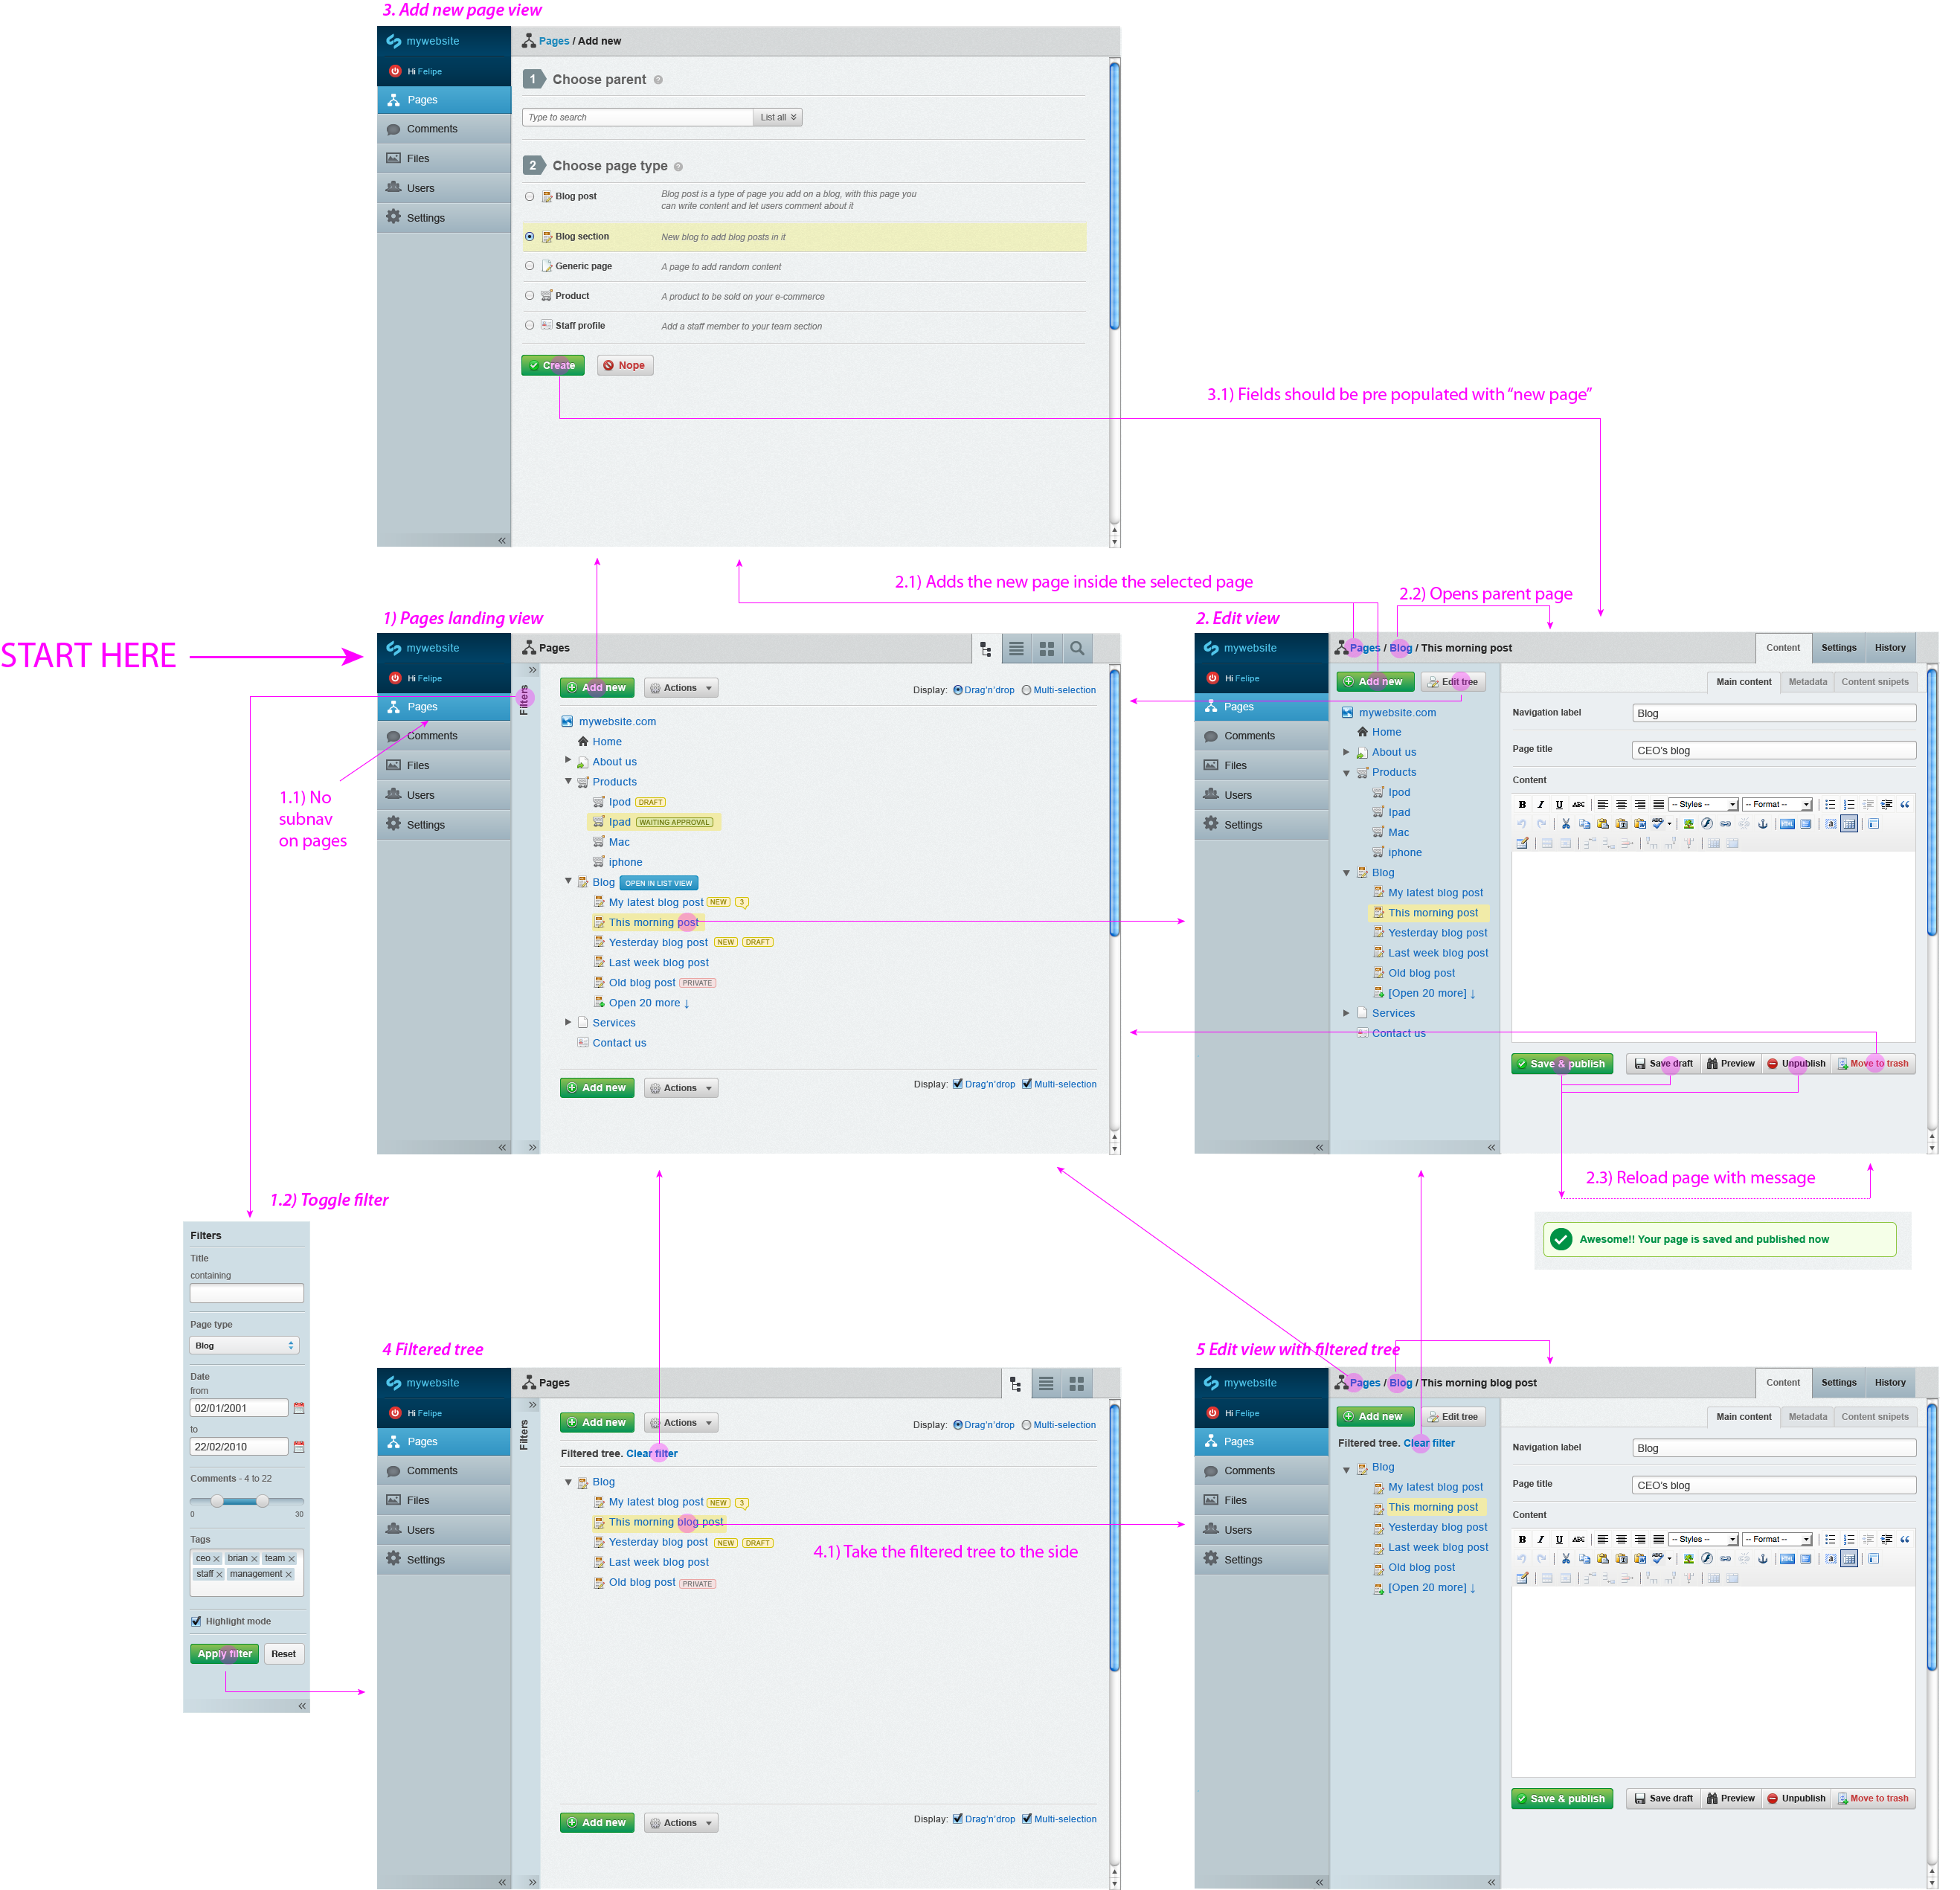 3. Add new page view
mywebsite
Pages / Add new
Hi Felipe
Pages
Comments
Files
Users
Settings
«
1 Choose parent ?
Type to search
List all
2 Choose page type ?
Blog post
Blog post is a type of page you add on a blog, with this page you
can write content and let users comment about it
Blog section
New blog to add blog posts in it
Generic page
A page to add random content
Product
A product to be sold on your e-commerce
Staff profile
Add a staff member to your team section
Create
Nope
3.1) Fields should be pre populated with “new page”
2.1) Adds the new page inside the selected page
2.2) Opens parent page
START HERE
1) Pages landing view
mywebsite
Pages
Hi Felipe
Pages
Comments
Files
Users
Settings
«
»
Filters
»
1.1) No
subnav
on pages
Add new
Actions
Display: Drag'n'drop Multi-selection
mywebsite.com
Home
About us
Products
Ipod DRAFT
Ipad WAITING APPROVAL
Mac
iphone
Blog OPEN IN LIST VIEW
My latest blog post NEW 3
This morning post
Yesterday blog post NEW DRAFT
Last week blog post
Old blog post PRIVATE
Open 20 more ↓
Services
Contact us
Add new
Actions
Display: Drag'n'drop Multi-selection
2. Edit view
mywebsite
Pages / Blog / This morning post
Content
Settings
History
Hi Felipe
Pages
Comments
Files
Users
Settings
«
Add new
Edit tree
mywebsite.com
Home
About us
Products
Ipod
Ipad
Mac
iphone
Blog
My latest blog post
This morning post
Yesterday blog post
Last week blog post
Old blog post
[Open 20 more] ↓
Services
Contact us
«
Main content
Metadata
Content snipets
Navigation label
Blog
Page title
CEO's blog
Content
B I U ABC -- Styles -- -- Format --
HTML
Save & publish
Save draft
Preview
Unpublish
Move to trash
2.3) Reload page with message
Awesome!! Your page is saved and published now
1.2) Toggle filter
Filters
Title
containing
Page type
Blog
Date
from
02/01/2001
to
22/02/2010
Comments - 4 to 22
0 30
Tags
ceo × brian × team ×
staff × management ×
Highlight mode
Apply filter
Reset
«
4 Filtered tree
mywebsite
Pages
Hi Felipe
Pages
Comments
Files
Users
Settings
«
»
Filters
»
Add new
Actions
Display: Drag'n'drop Multi-selection
Filtered tree. Clear filter
Blog
My latest blog post NEW 3
This morning blog post
Yesterday blog post NEW DRAFT
Last week blog post
Old blog post PRIVATE
4.1) Take the filtered tree to the side
Add new
Actions
Display: Drag'n'drop Multi-selection
5 Edit view with filtered tree
mywebsite
Pages / Blog / This morning blog post
Content
Settings
History
Hi Felipe
Pages
Comments
Files
Users
Settings
«
Add new
Edit tree
Filtered tree. Clear filter
Blog
My latest blog post
This morning post
Yesterday blog post
Last week blog post
Old blog post
[Open 20 more] ↓
«
Main content
Metadata
Content snipets
Navigation label
Blog
Page title
CEO's blog
Content
B I U ABC -- Styles -- -- Format --
HTML
Save & publish
Save draft
Preview
Unpublish
Move to trash